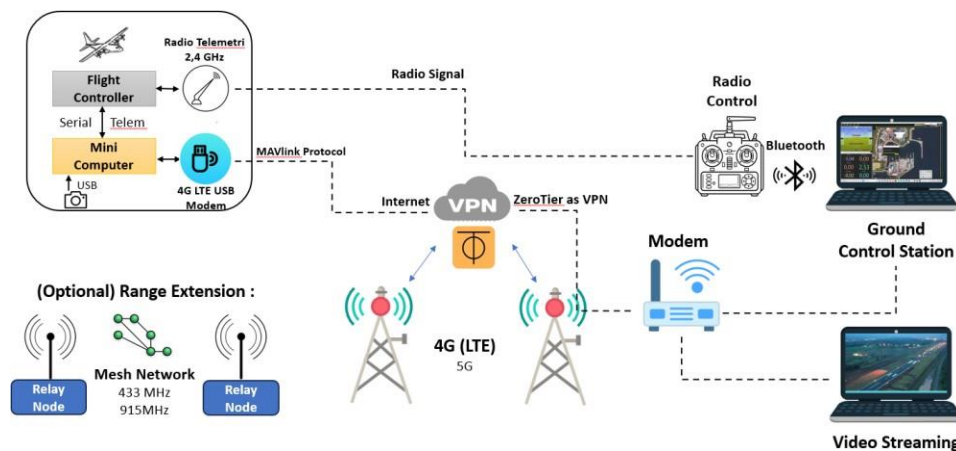 Radio Telemetri
2,4 GHz
Flight
Controller
Serial Telem
Mini
Computer
USB
4G LTE USB
Modem
Radio Signal
MAVlink Protocol
Internet
VPN
ZeroTier as VPN
Radio
Control
Bluetooth
Ground
Control Station
Modem
4G (LTE)
5G
Video Streaming
(Optional) Range Extension :
Mesh Network
433 MHz
915MHz
Relay
Node
Relay
Node